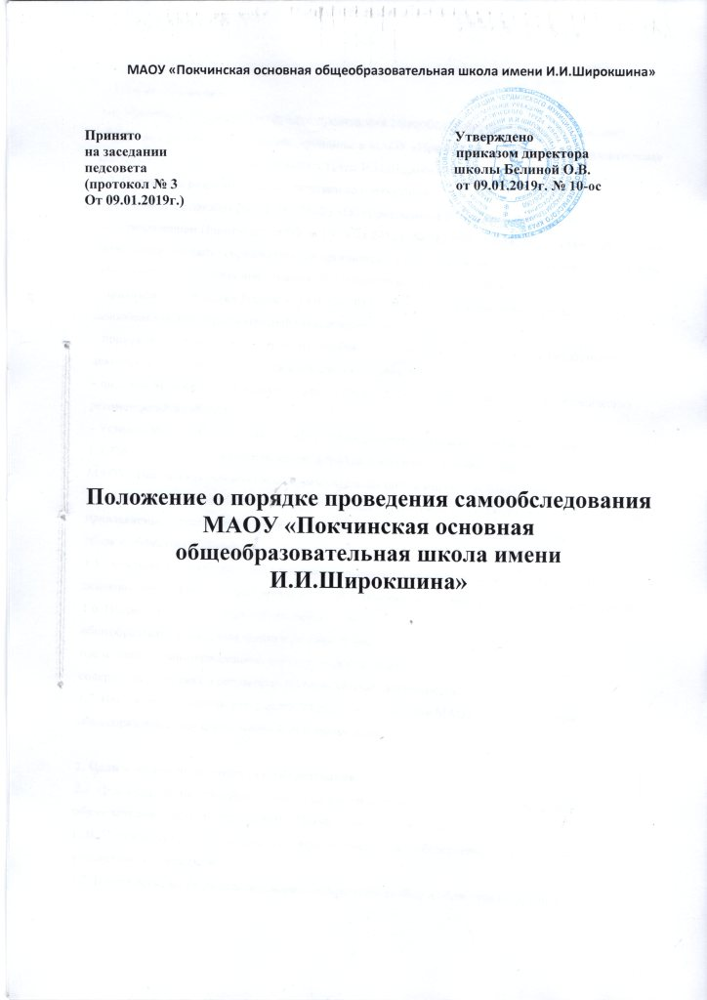 МАОУ «Покчинская основная общеобразовательная школа имени И.И.Широкшина»
Принято
на заседании
педсовета
(протокол № 3
От 09.01.2019г.)
Утверждено
приказом директора
школы Белиной О.В.
от 09.01.2019г. № 10-ос
Положение о порядке проведения самообследования
МАОУ «Покчинская основная
общеобразовательная школа имени
И.И.Широкшина»